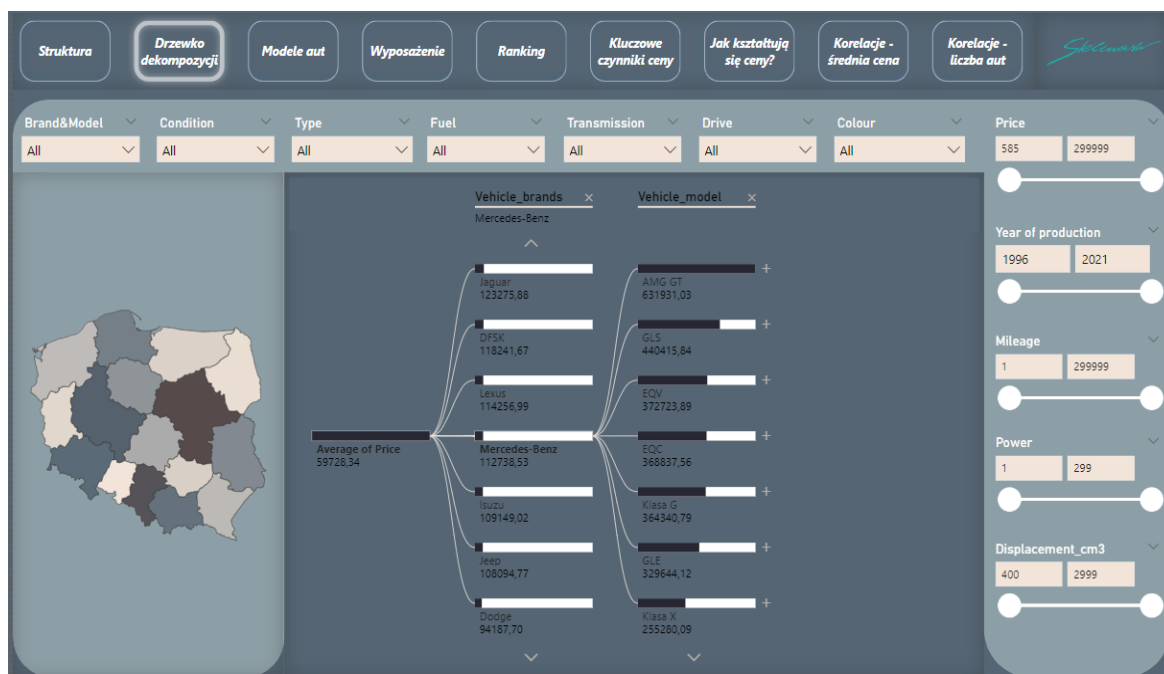 Struktura
Drzewko
dekompozycji
Modele aut
Wyposażenie
Ranking
Kluczowe
czynniki ceny
Jak kształtują
się ceny?
Korelacje -
średnia cena
Korelacje -
liczba aut
Brand&Model
Condition
Type
Fuel
Transmission
Drive
Colour
All
All
All
All
All
All
All
Price
585
299999
Year of production
1996
2021
Mileage
1
299999
Power
1
299
Displacement_cm3
400
2999
Vehicle_brands
Mercedes-Benz
Vehicle_model
Average of Price
59728,34
Jaguar
123275,88
DFSK
118241,67
Lexus
114256,99
Mercedes-Benz
112738,53
Isuzu
109149,02
Jeep
108094,77
Dodge
94187,70
AMG GT
631931,03
GLS
440415,84
EQV
372723,89
EQC
368837,56
Klasa G
364340,79
GLE
329644,12
Klasa X
255280,09